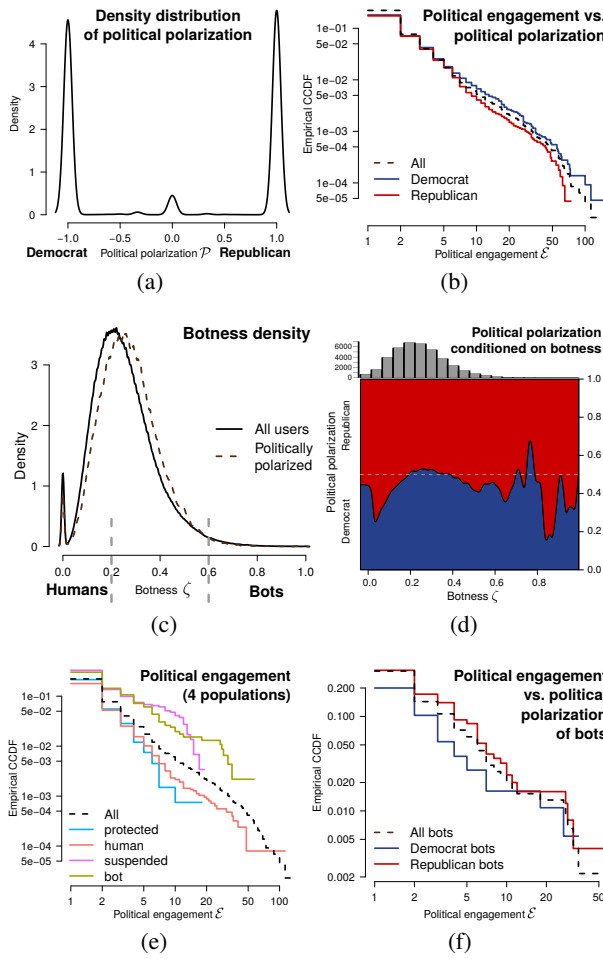 Density distribution
of political polarization
Density
0 1 2 3 4 5
−1.0 −0.5 0.0 0.5 1.0
Democrat Political polarization 𝒫 Republican
(a)
Political engagement vs.
political polarization
Empirical CCDF
1e−01
5e−02
1e−02
5e−03
1e−03
5e−04
1e−04
5e−05
All
Democrat
Republican
1 2 5 10 20 50 100
Political engagement ℰ
(b)
Botness density
Density
0 1 2 3
All users
Politically
polarized
0.0 0.2 0.4 0.6 0.8 1.0
Humans Botness ζ Bots
(c)
Political polarization
conditioned on botness
6000
4000
2000
0
Political polarization
Democrat Republican
0.0 0.2 0.4 0.6 0.8 1.0
0.0 0.2 0.4 0.6 0.8
Botness ζ
(d)
Political engagement
(4 populations)
Empirical CCDF
1e−01
5e−02
1e−02
5e−03
1e−03
5e−04
1e−04
5e−05
All
protected
human
suspended
bot
1 2 5 10 20 50 100
Political engagement ℰ
(e)
Political engagement
vs. political
polarization
of bots
Empirical CCDF
0.200
0.100
0.050
0.020
0.010
0.005
0.002
All bots
Democrat bots
Republican bots
1 2 5 10 20 50
Political engagement ℰ
(f)